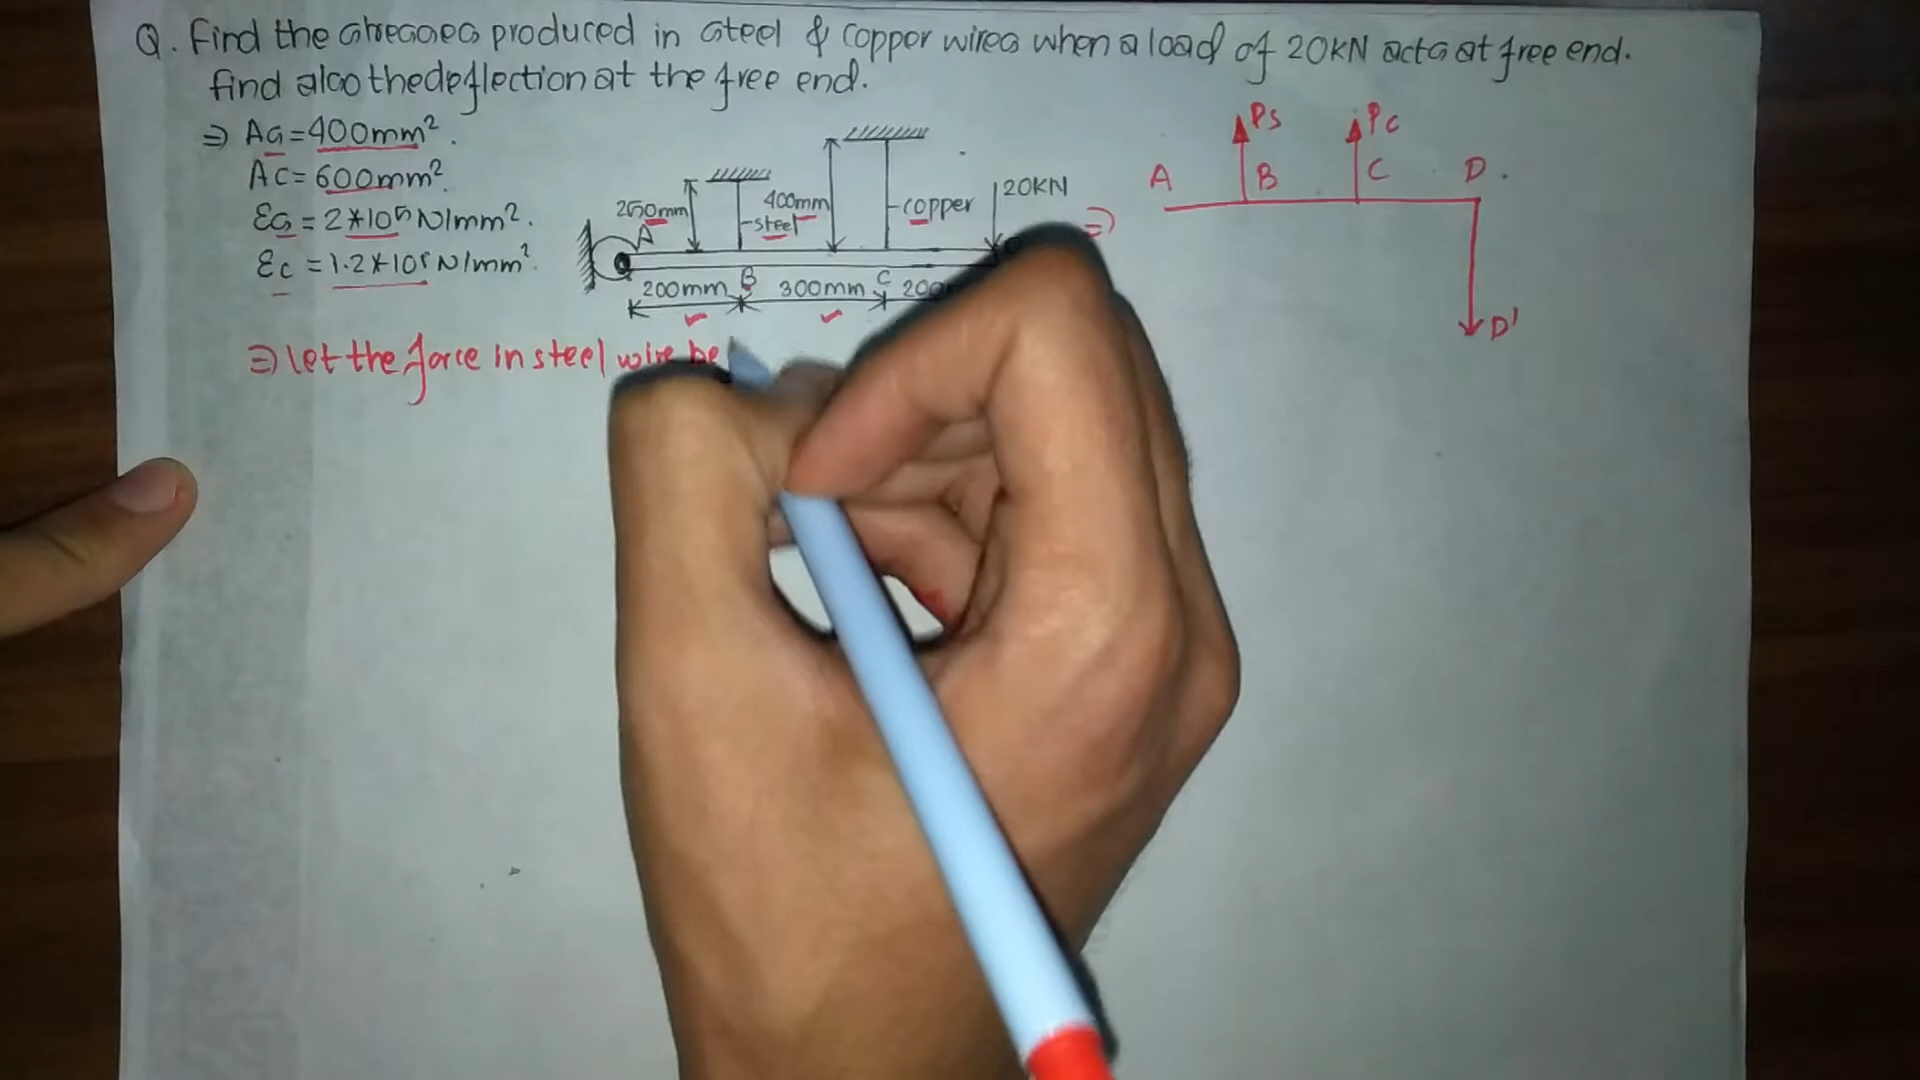 Q. Find the stresses produced in steel & copper wires when a load of 20KN acts at free end.
find also the deflection at the free end.
⇒ As=400mm².
Ac=600mm².
Es = 2*10⁵ N/mm².
Ec = 1.2*10⁵ N/mm².
250mm
steel
400mm
copper
20KN
A
B
C
200mm
300mm
⇒
Ps
Pc
A
B
C
D.
D'
⇒ let the force in steel wire be